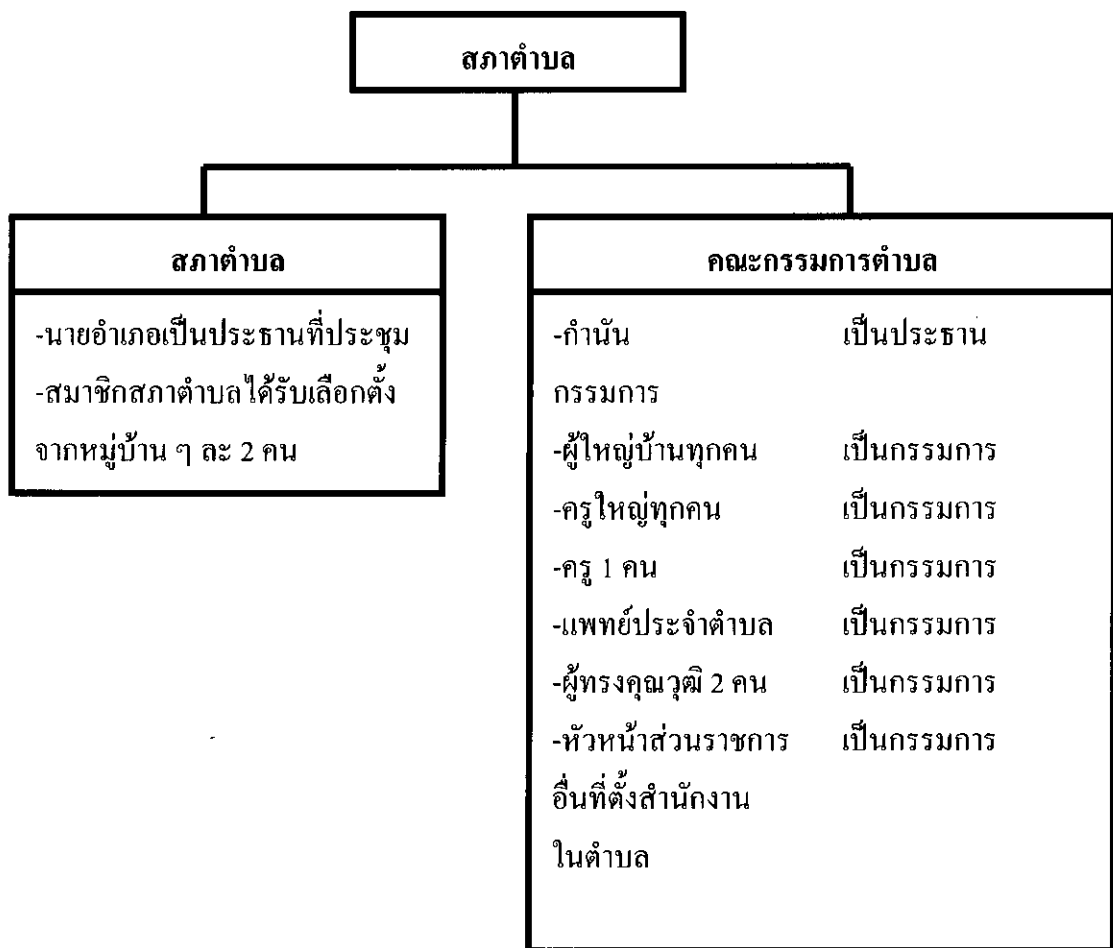 สภาตำบล
สภาตำบล
-นายอำเภอเป็นประธานที่ประชุม
-สมาชิกสภาตำบลได้รับเลือกตั้ง
จากหมู่บ้าน ๆ ละ 2 คน
คณะกรรมการตำบล
-กำนัน เป็นประธาน
กรรมการ
-ผู้ใหญ่บ้านทุกคน เป็นกรรมการ
-ครูใหญ่ทุกคน เป็นกรรมการ
-ครู 1 คน เป็นกรรมการ
-แพทย์ประจำตำบล เป็นกรรมการ
-ผู้ทรงคุณวุฒิ 2 คน เป็นกรรมการ
-หัวหน้าส่วนราชการ เป็นกรรมการ
อื่นที่ตั้งสำนักงาน
ในตำบล